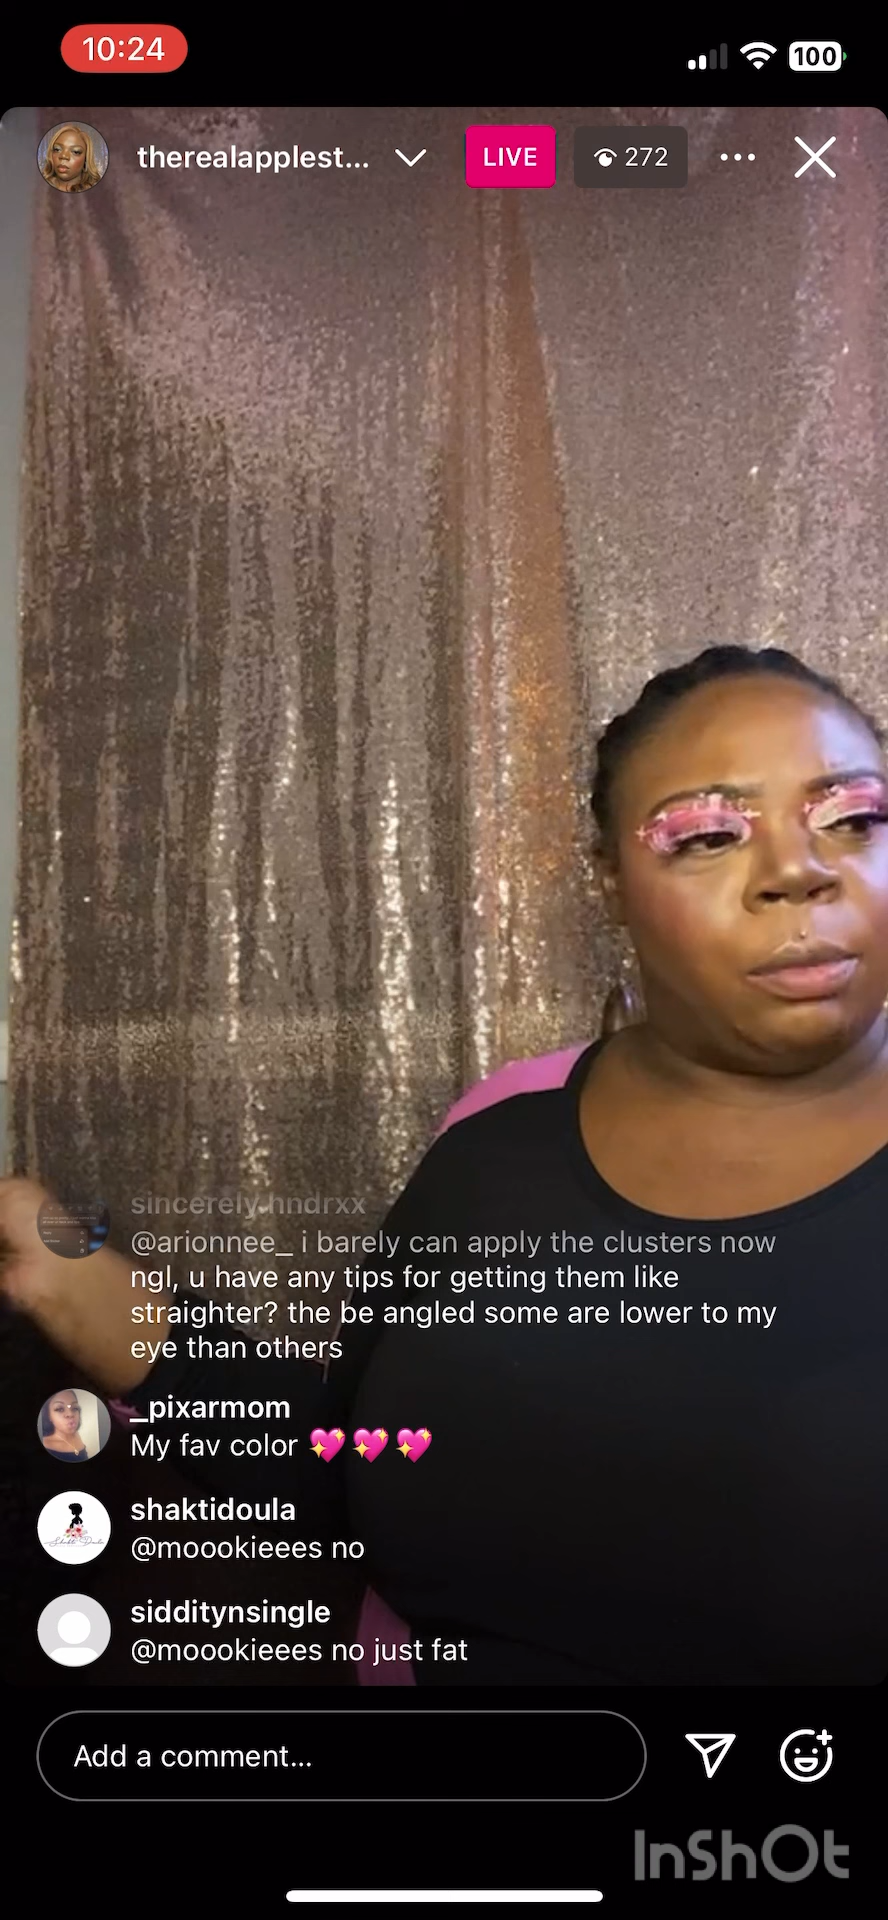 10:24
100
therealapplest...
LIVE
272
sincerely.hndrxx
@arionnee_ i barely can apply the clusters now
ngl, u have any tips for getting them like
straighter? the be angled some are lower to my
eye than others
_pixarmom
My fav color 💖💖💖
shaktidoula
@moookieees no
sidditynsingle
@moookieees no just fat
Add a comment...
InShOt